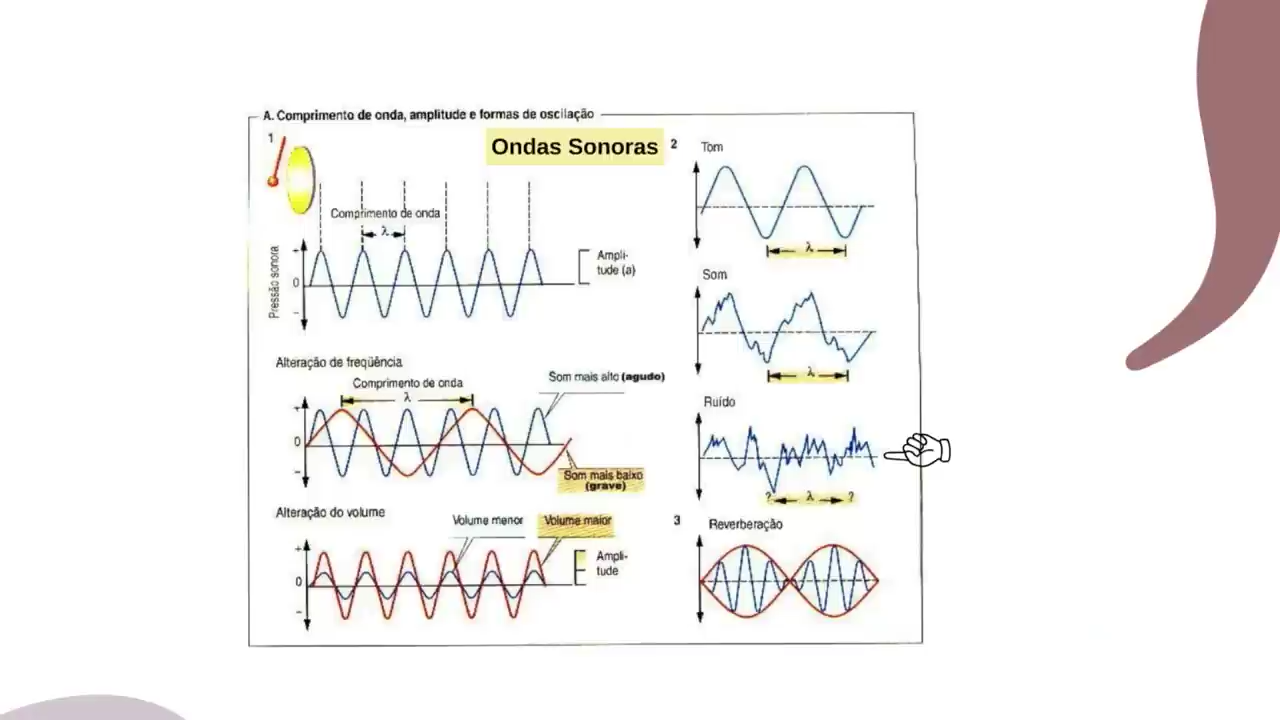 A. Comprimento de onda, amplitude e formas de oscilação
1
Ondas Sonoras
Comprimento de onda
λ
Pressão sonora
+
0
−
Ampli-
tude (a)
Alteração de freqüência
Comprimento de onda
λ
Som mais alto (agudo)
+
0
−
Som mais baixo
(grave)
Alteração do volume
Volume menor
Volume maior
+
0
−
Ampli-
tude
2
Tom
λ
Som
λ
Ruído
? λ ?
3
Reverberação